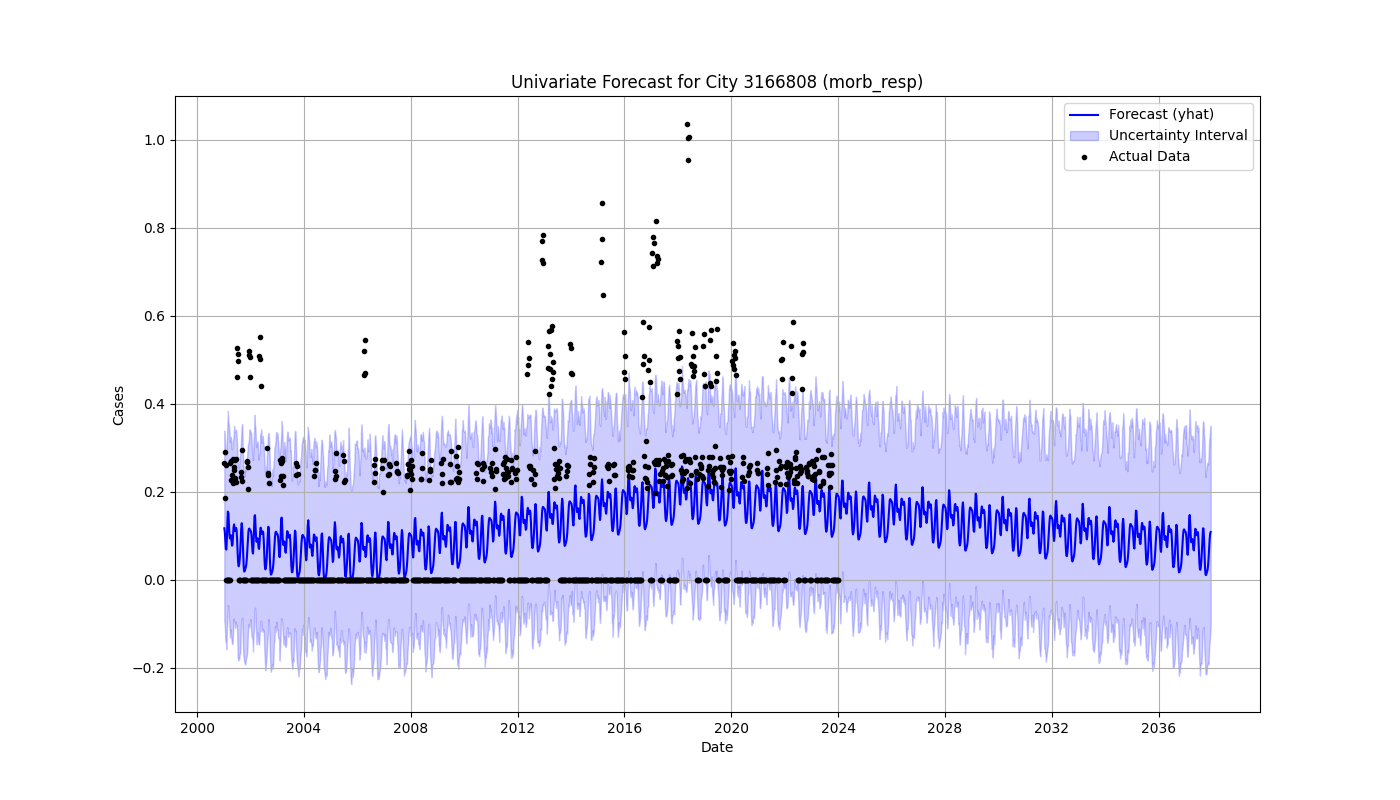 Univariate Forecast for City 3166808 (morb_resp)
Forecast (yhat)
Uncertainty Interval
Actual Data
Cases
1.0
0.8
0.6
0.4
0.2
0.0
−0.2
2000 2004 2008 2012 2016 2020 2024 2028 2032 2036
Date